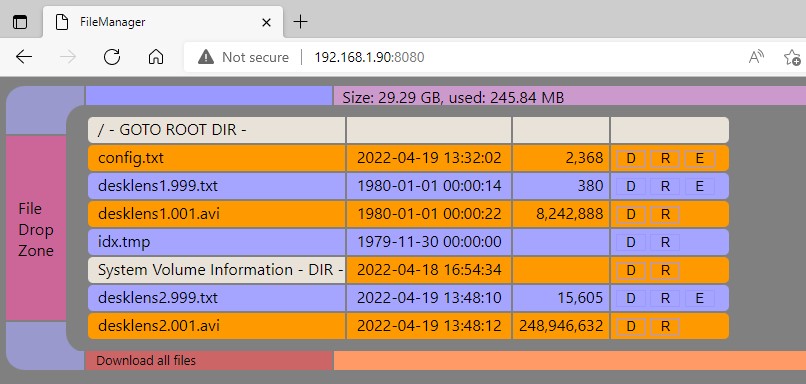 FileManager
Not secure 192.168.1.90:8080
Size: 29.29 GB, used: 245.84 MB
/ - GOTO ROOT DIR -
config.txt 2022-04-19 13:32:02 2,368 D R E
desklens1.999.txt 1980-01-01 00:00:14 380 D R E
desklens1.001.avi 1980-01-01 00:00:22 8,242,888 D R
idx.tmp 1979-11-30 00:00:00 D R
System Volume Information - DIR - 2022-04-18 16:54:34 D R
desklens2.999.txt 2022-04-19 13:48:10 15,605 D R E
desklens2.001.avi 2022-04-19 13:48:12 248,946,632 D R
File
Drop
Zone
Download all files